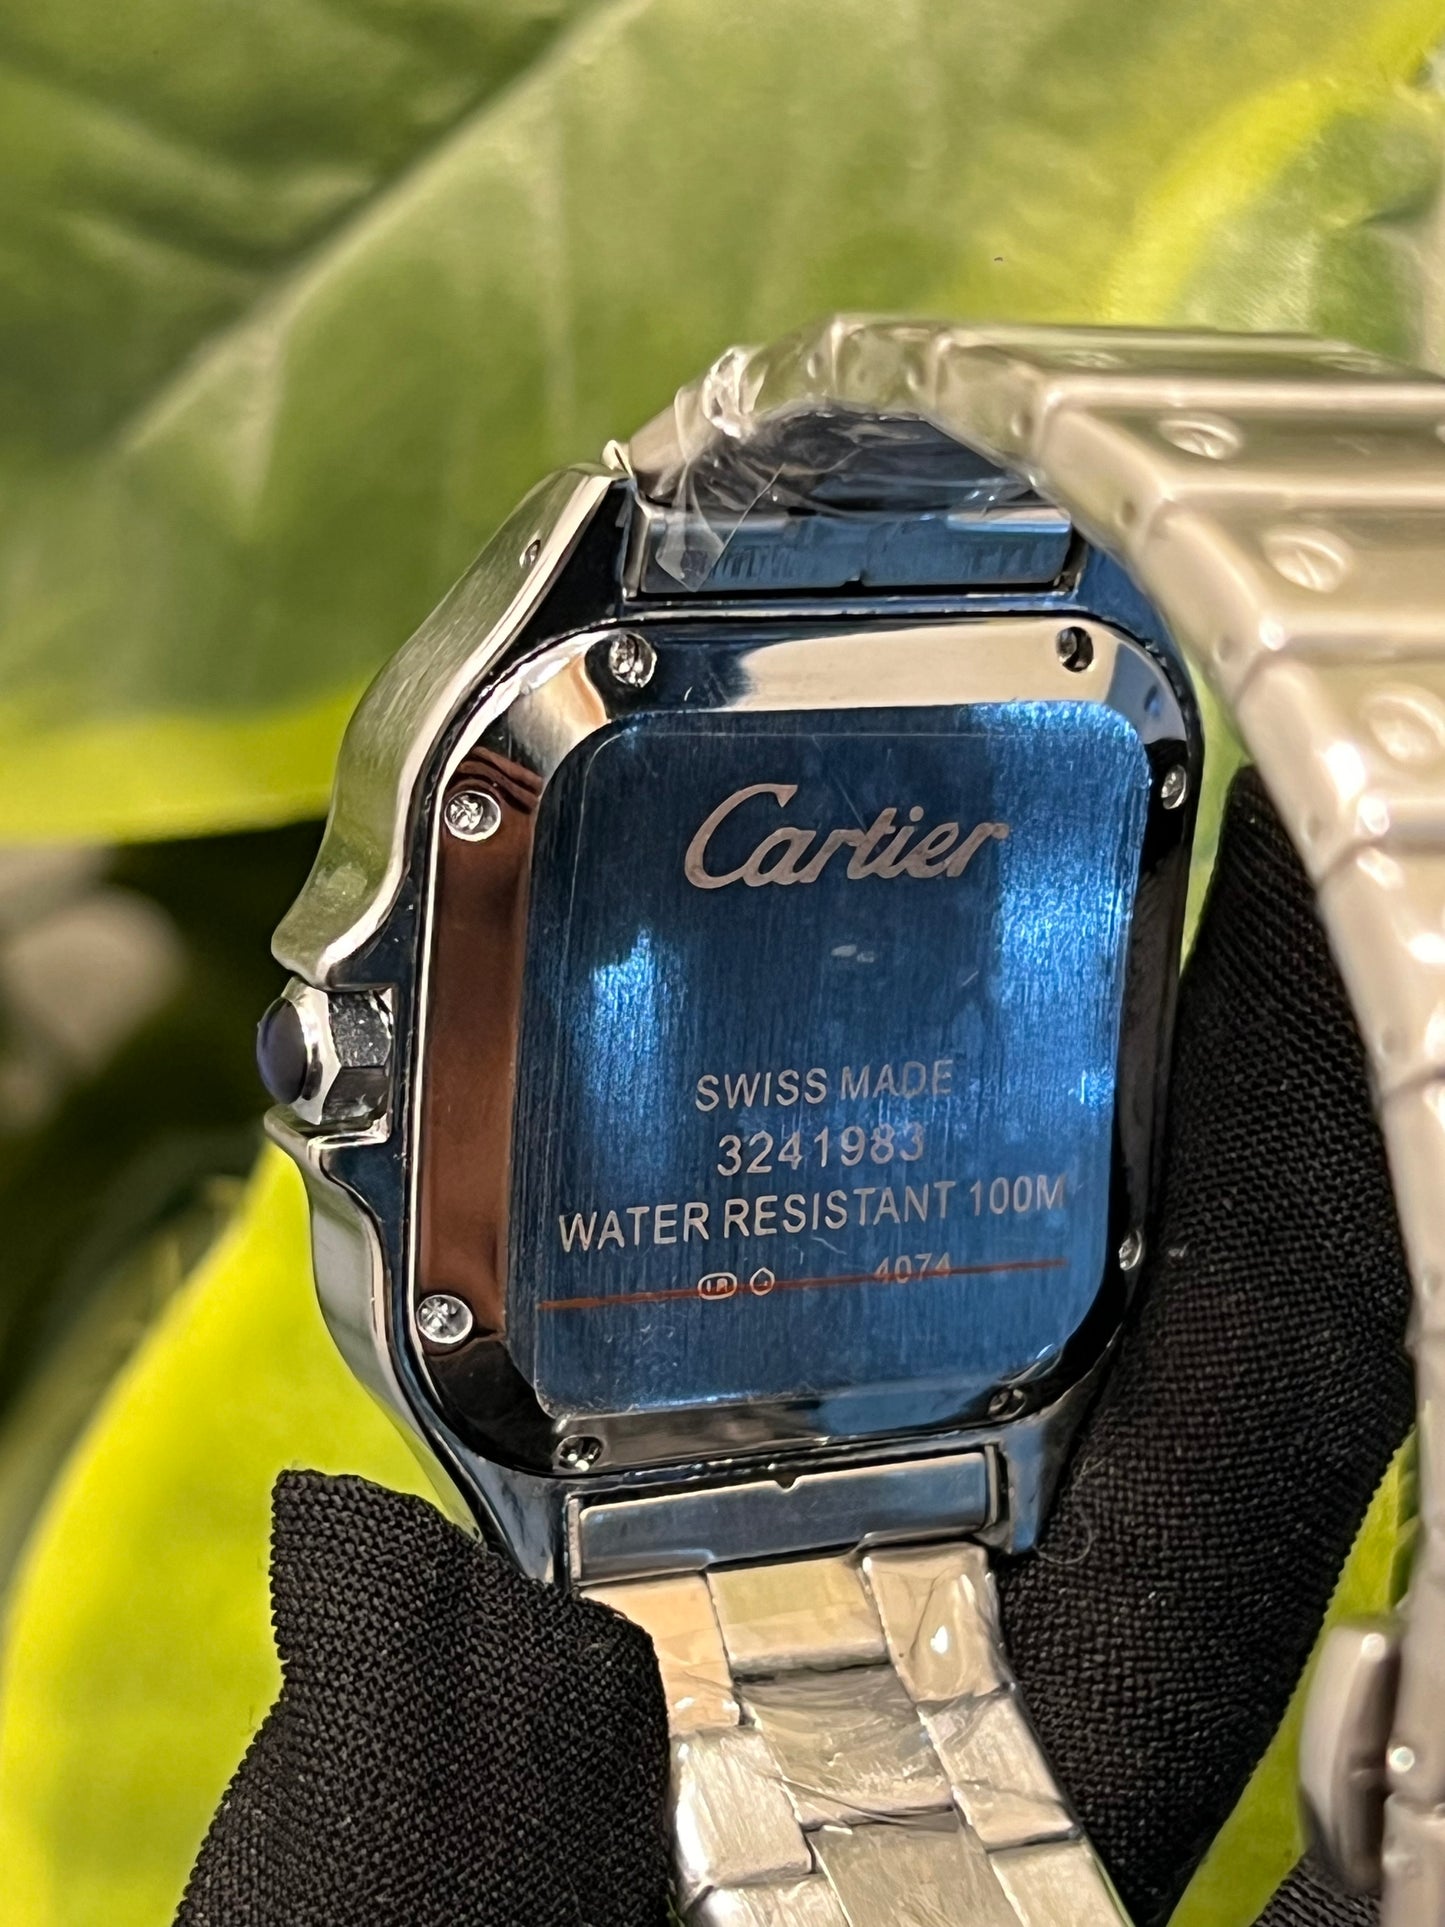 Cartier
SWISS MADE
3241983
WATER RESISTANT 100M
4074